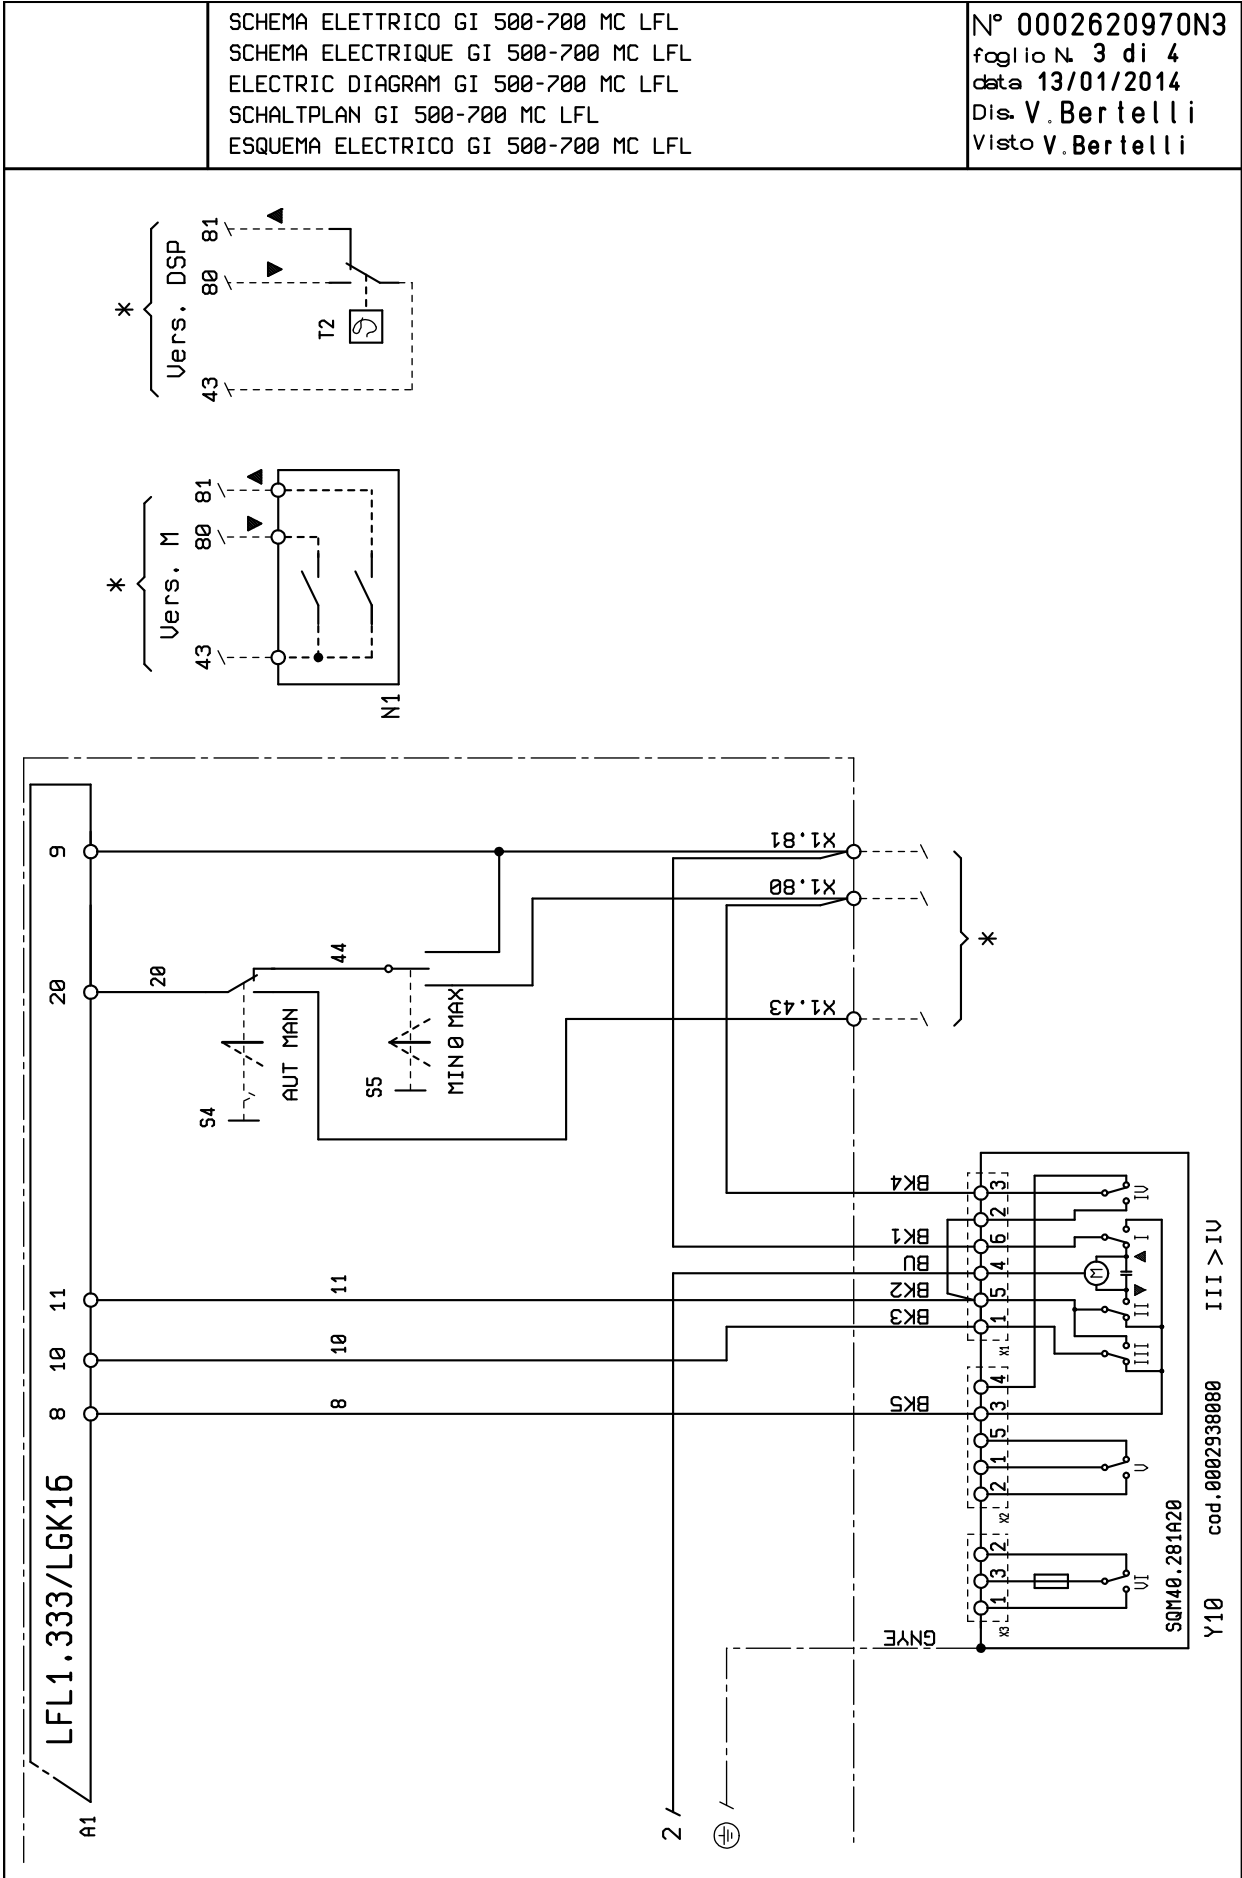 SCHEMA ELETTRICO GI 500-700 MC LFL
SCHEMA ELECTRIQUE GI 500-700 MC LFL
ELECTRIC DIAGRAM GI 500-700 MC LFL
SCHALTPLAN GI 500-700 MC LFL
ESQUEMA ELECTRICO GI 500-700 MC LFL
N° 0002620970N3
foglio N. 3 di 4
data 13/01/2014
Dis. V.Bertelli
Visto V.Bertelli
*
Vers. DSP
43
80
81
T2
*
Vers. M
43
80
81
N1
LFL1.333/LGK16
A1
8
10
11
20
9
20
44
S4
AUT MAN
S5
MIN 0 MAX
X1.81
X1.80
X1.43
*
11
10
8
BK4
BK1
BU
BK2
BK3
BK5
GNYE
2
3
2
6
4
5
1
X1
4
3
5
1
2
X2
2
3
1
X3
IV
I
M
II
III
V
VI
SQM40.281A20
Y10
cod.0002938080
III >IV